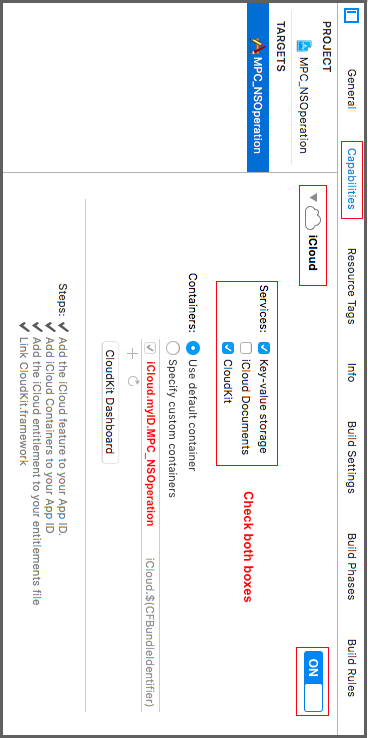 General Capabilities Resource Tags Info Build Settings Build Phases Build Rules
PROJECT
MPC_NSOperation
TARGETS
MPC_NSOperation
iCloud
ON
Services: Key-value storage
iCloud Documents
CloudKit
Check both boxes
Containers: Use default container
Specify custom containers
iCloud.myID.MPC_NSOperation iCloud.$(CFBundleIdentifier)
CloudKit Dashboard
Steps: ✔ Add the iCloud feature to your App ID.
✔ Add iCloud Containers to your App ID
✔ Add the iCloud entitlement to your entitlements file
✔ Link CloudKit.framework